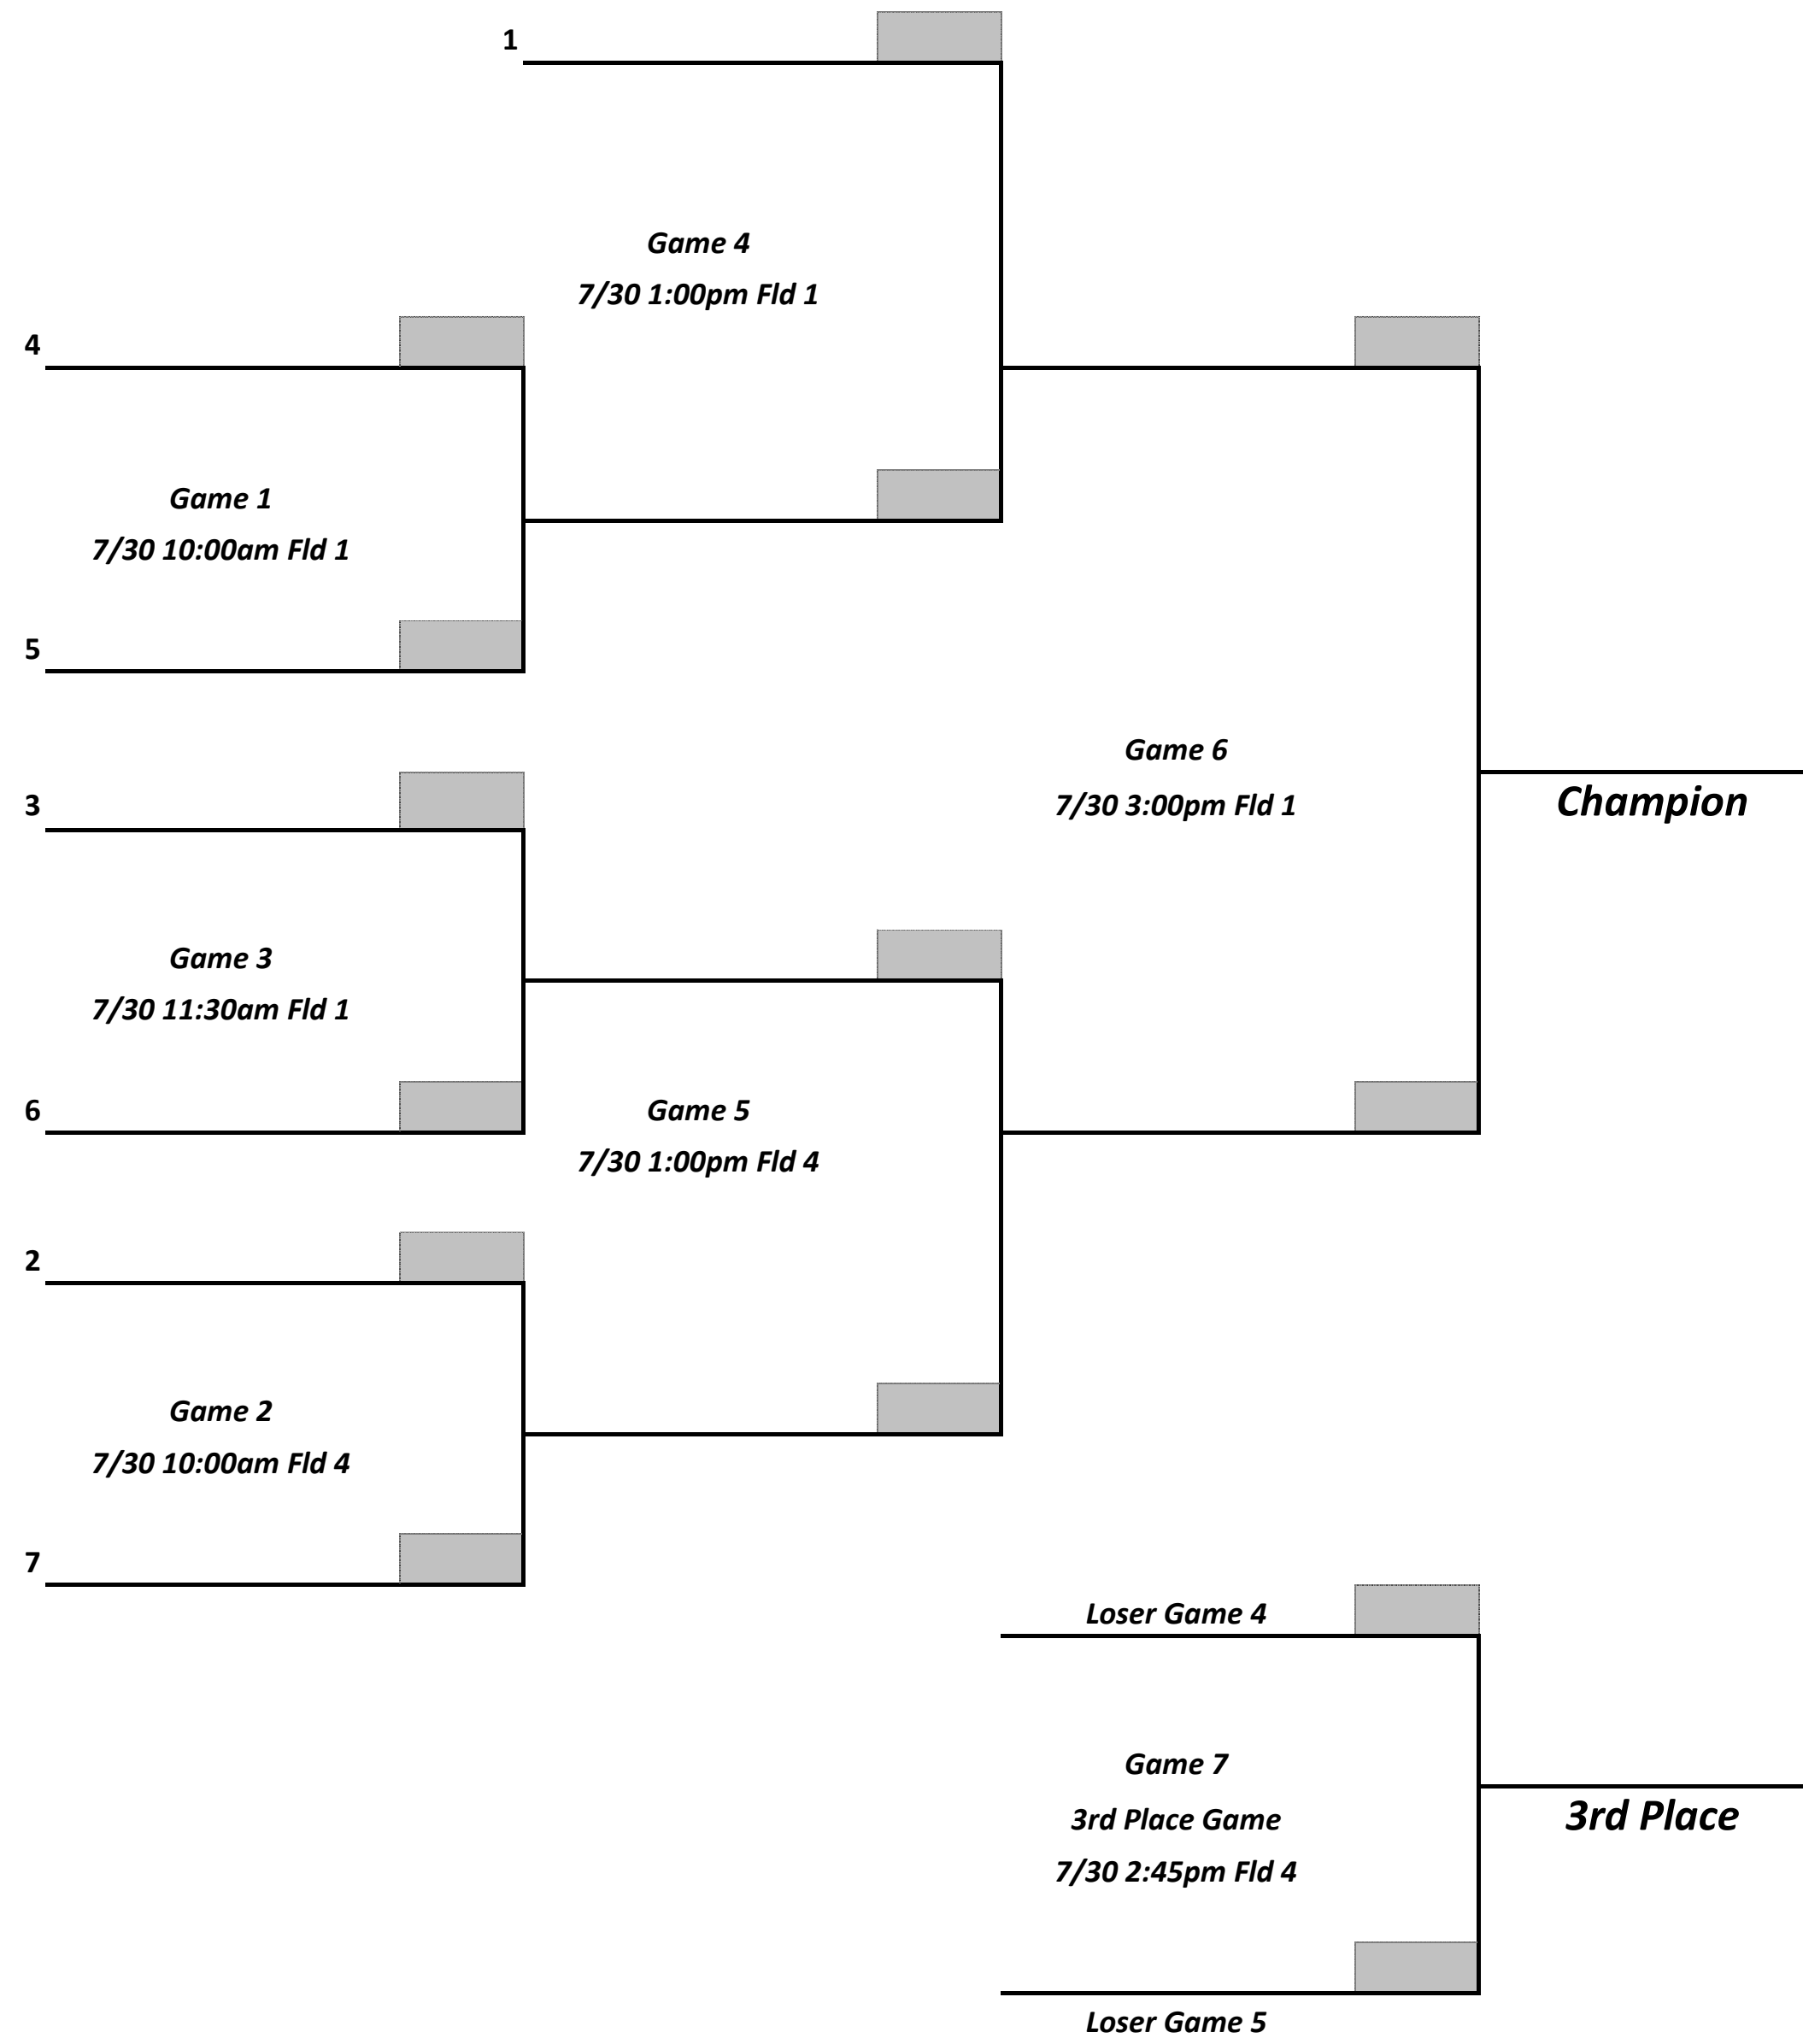 1
Game 4
7/30 1:00pm Fld 1
4
Game 1
7/30 10:00am Fld 1
5
Game 6
7/30 3:00pm Fld 1
Champion
3
Game 3
7/30 11:30am Fld 1
6
Game 5
7/30 1:00pm Fld 4
2
Game 2
7/30 10:00am Fld 4
7
Loser Game 4
Game 7
3rd Place Game
7/30 2:45pm Fld 4
3rd Place
Loser Game 5